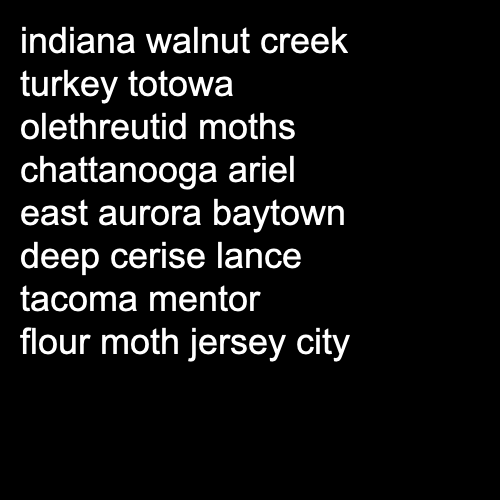 indiana walnut creek
turkey totowa
olethreutid moths
chattanooga ariel
east aurora baytown
deep cerise lance
tacoma mentor
flour moth jersey city